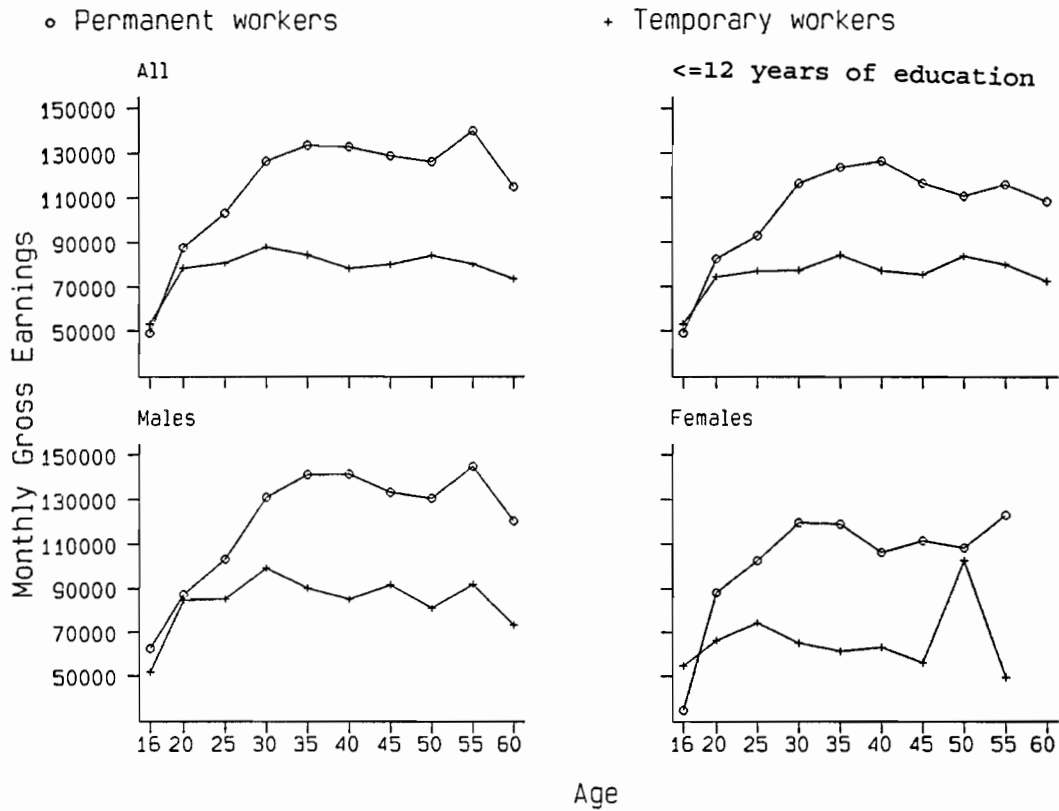 o Permanent workers
+ Temporary workers
All
<=12 years of education
150000
130000
110000
90000
70000
50000
Males
Females
150000
130000
110000
90000
70000
50000
16 20 25 30 35 40 45 50 55 60
16 20 25 30 35 40 45 50 55 60
Monthly Gross Earnings
Age